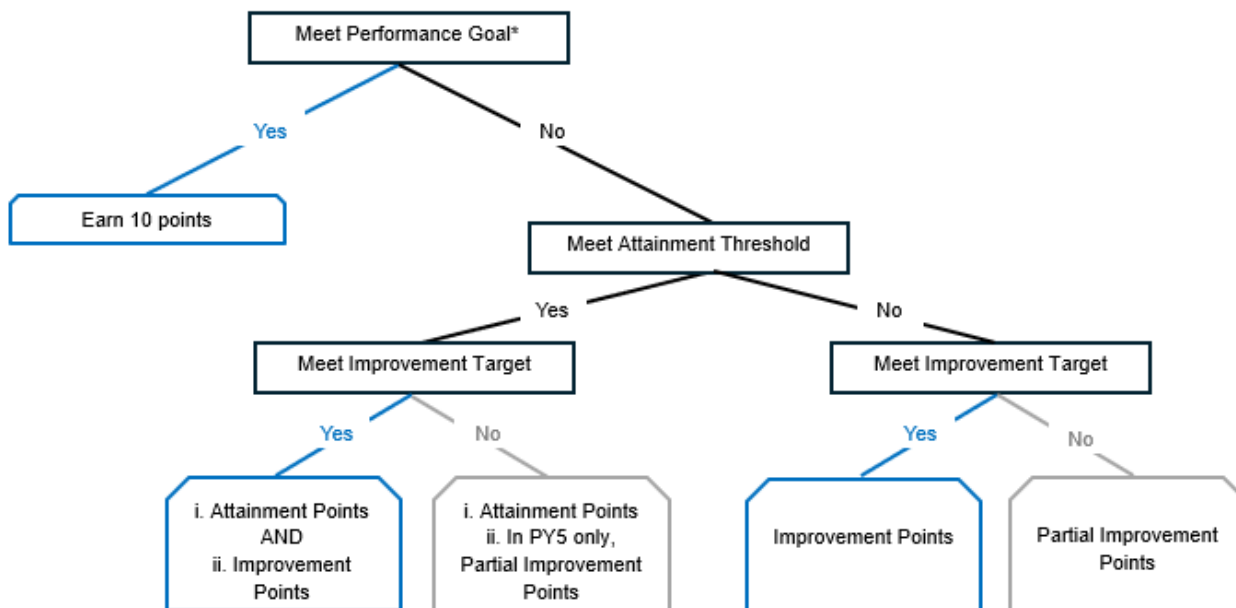 Meet Performance Goal*
Yes
No
Earn 10 points
Meet Attainment Threshold
Yes
No
Meet Improvement Target
Meet Improvement Target
Yes
No
Yes
No
i. Attainment Points
AND
ii. Improvement
Points
i. Attainment Points
ii. In PY5 only,
Partial Improvement
Points
Improvement Points
Partial Improvement
Points